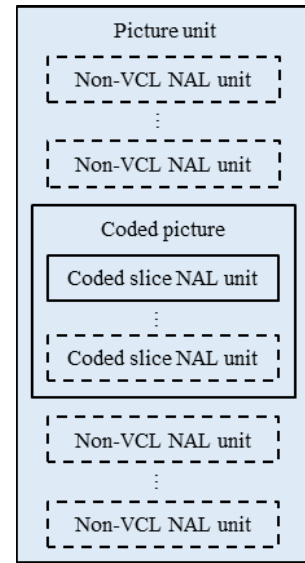 Picture unit
Non-VCL NAL unit
⋮
Non-VCL NAL unit
Coded picture
Coded slice NAL unit
⋮
Coded slice NAL unit
Non-VCL NAL unit
⋮
Non-VCL NAL unit